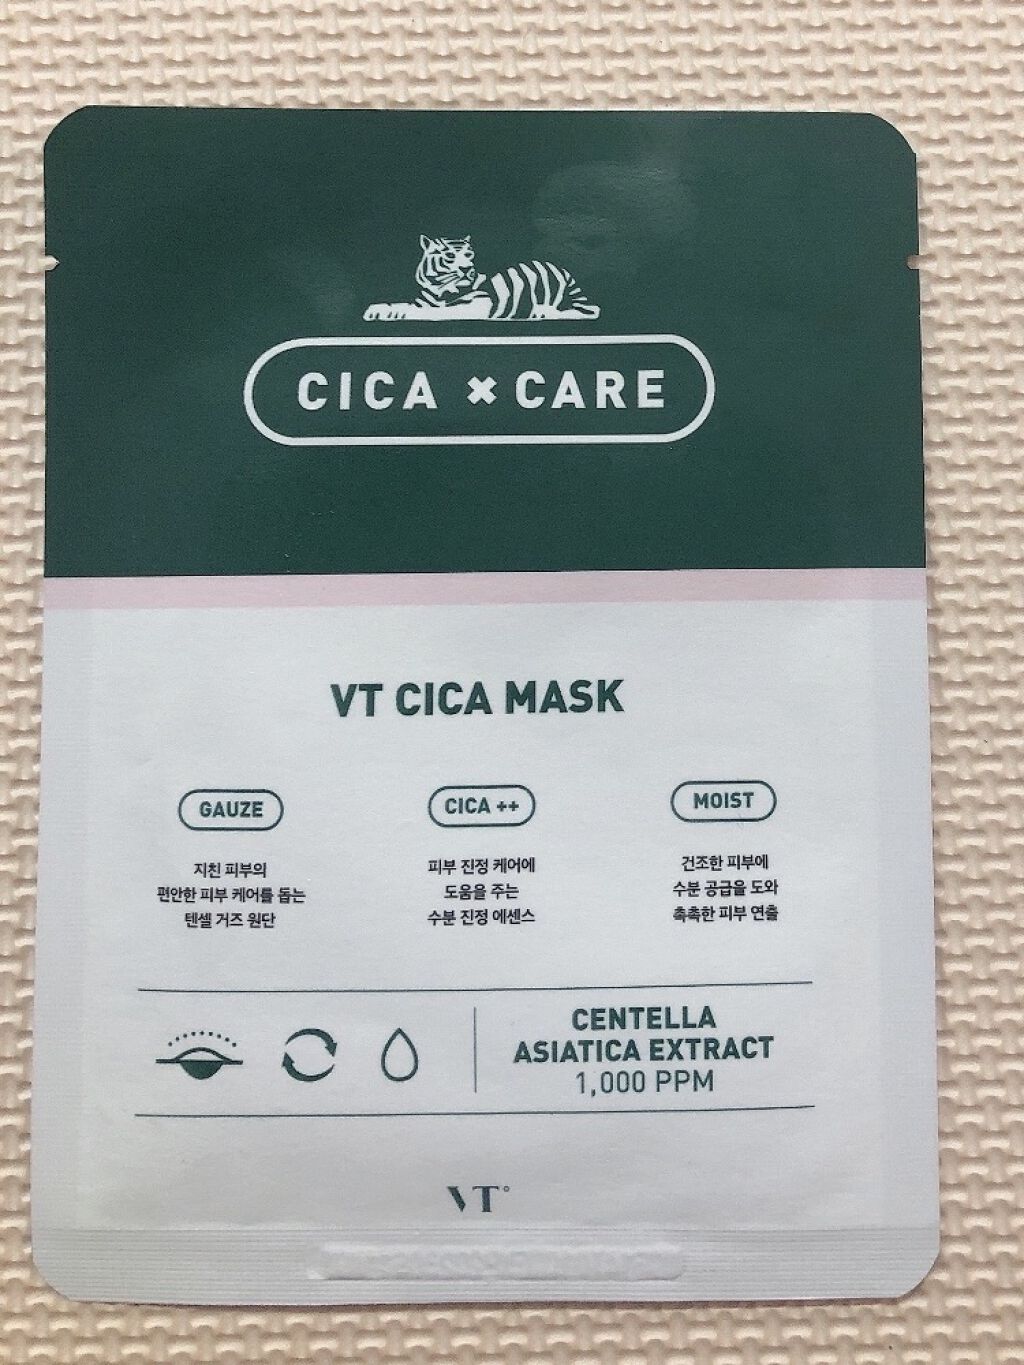 CICA × CARE
VT CICA MASK
GAUZE
지친 피부의
편안한 피부 케어를 돕는
텐셀 거즈 원단
CICA ++
피부 진정 케어에
도움을 주는
수분 진정 에센스
MOIST
건조한 피부에
수분 공급을 도와
촉촉한 피부 연출
CENTELLA
ASIATICA EXTRACT
1,000 PPM
VT°